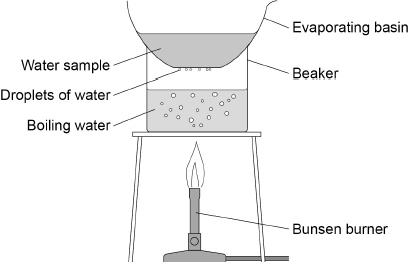 Evaporating basin
Water sample
Beaker
Droplets of water
Boiling water
Bunsen burner